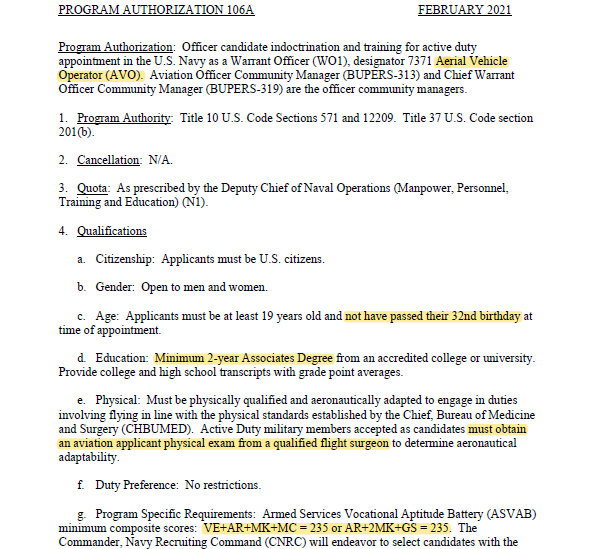 PROGRAM AUTHORIZATION 106A FEBRUARY 2021
Program Authorization: Officer candidate indoctrination and training for active duty
appointment in the U.S. Navy as a Warrant Officer (WO1), designator 7371 Aerial Vehicle
Operator (AVO). Aviation Officer Community Manager (BUPERS-313) and Chief Warrant
Officer Community Manager (BUPERS-319) are the officer community managers.
1. Program Authority: Title 10 U.S. Code Sections 571 and 12209. Title 37 U.S. Code section
201(b).
2. Cancellation: N/A.
3. Quota: As prescribed by the Deputy Chief of Naval Operations (Manpower, Personnel,
Training and Education) (N1).
4. Qualifications
a. Citizenship: Applicants must be U.S. citizens.
b. Gender: Open to men and women.
c. Age: Applicants must be at least 19 years old and not have passed their 32nd birthday at
time of appointment.
d. Education: Minimum 2-year Associates Degree from an accredited college or university.
Provide college and high school transcripts with grade point averages.
e. Physical: Must be physically qualified and aeronautically adapted to engage in duties
involving flying in line with the physical standards established by the Chief, Bureau of Medicine
and Surgery (CHBUMED). Active Duty military members accepted as candidates must obtain
an aviation applicant physical exam from a qualified flight surgeon to determine aeronautical
adaptability.
f. Duty Preference: No restrictions.
g. Program Specific Requirements: Armed Services Vocational Aptitude Battery (ASVAB)
minimum composite scores: VE+AR+MK+MC = 235 or AR+2MK+GS = 235. The
Commander, Navy Recruiting Command (CNRC) will endeavor to select candidates with the